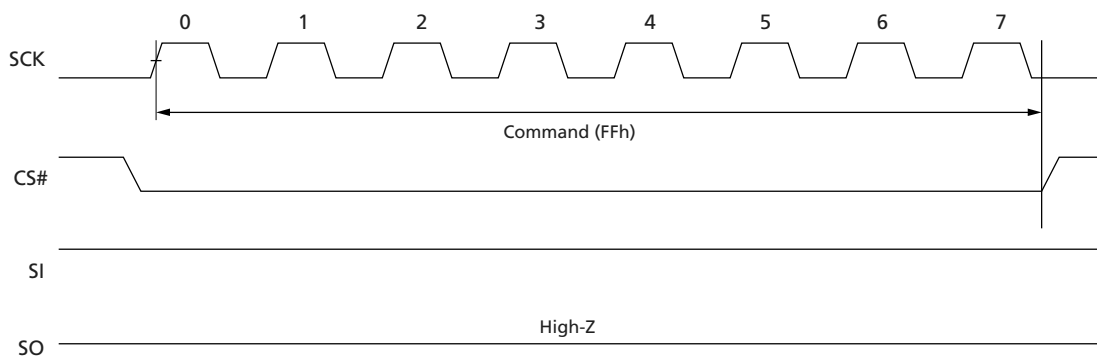 0 1 2 3 4 5 6 7
SCK
Command (FFh)
CS#
SI
High-Z
SO